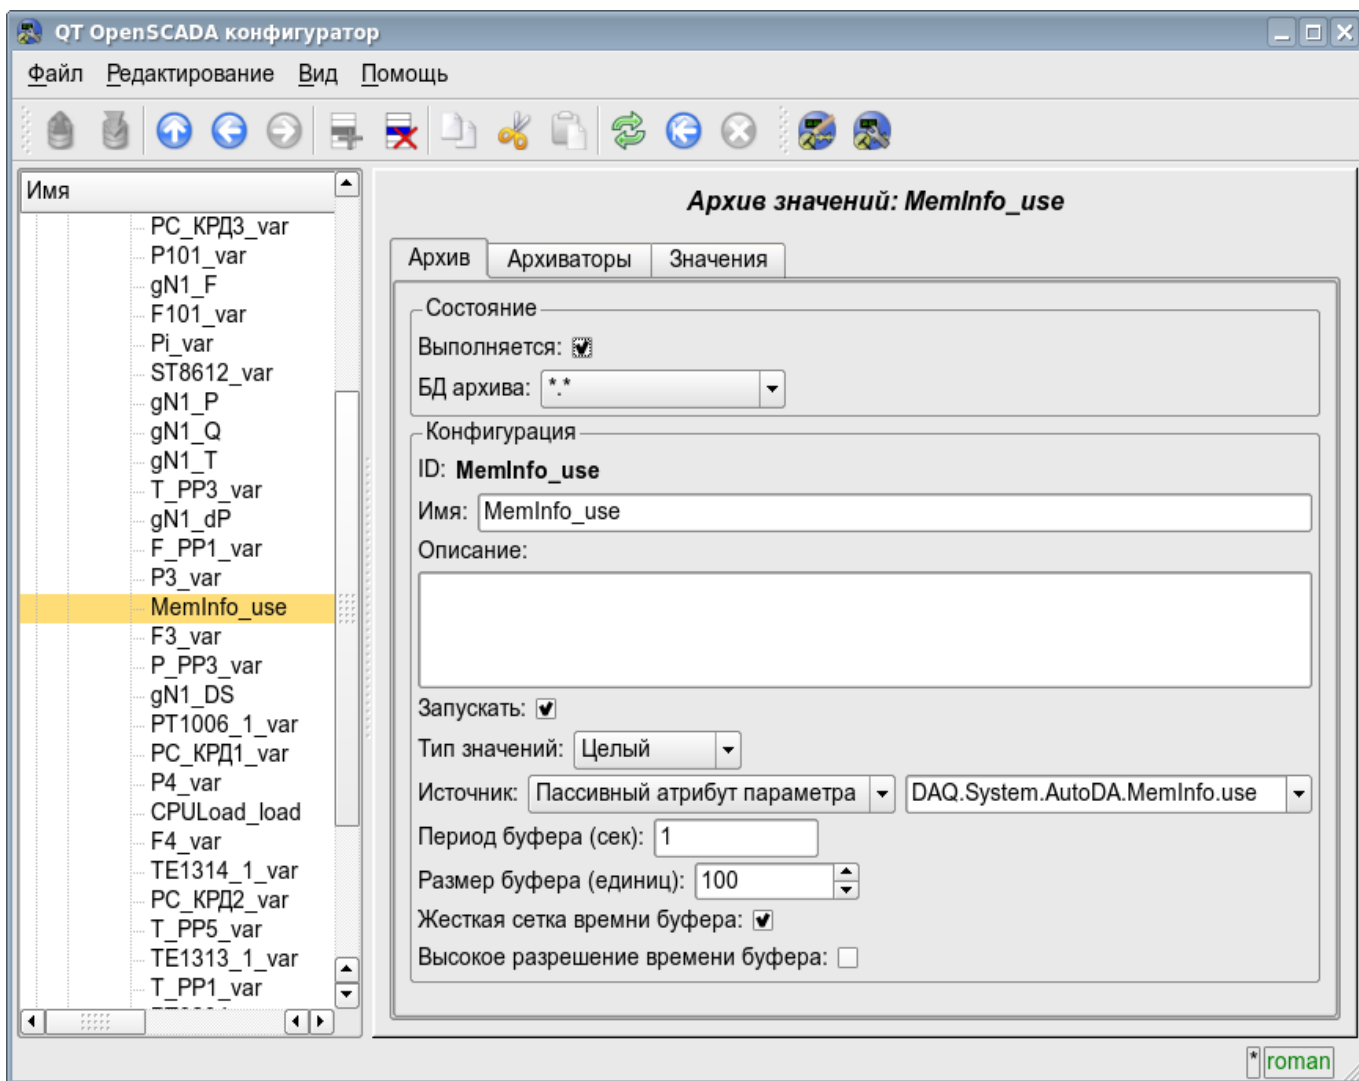 QT OpenSCADA конфигуратор
Файл Редактирование Вид Помощь
Имя
PC_КРД3_var
P101_var
gN1_F
F101_var
Pi_var
ST8612_var
gN1_P
gN1_Q
gN1_T
T_PP3_var
gN1_dP
F_PP1_var
P3_var
MemInfo_use
F3_var
P_PP3_var
gN1_DS
PT1006_1_var
PC_КРД1_var
P4_var
CPULoad_load
F4_var
TE1314_1_var
PC_КРД2_var
T_PP5_var
TE1313_1_var
T_PP1_var
Архив значений: MemInfo_use
Архив Архиваторы Значения
Состояние
Выполняется:
БД архива: *.*
Конфигурация
ID: MemInfo_use
Имя: MemInfo_use
Описание:
Запускать:
Тип значений: Целый
Источник: Пассивный атрибут параметра DAQ.System.AutoDA.MemInfo.use
Период буфера (сек): 1
Размер буфера (единиц): 100
Жесткая сетка времни буфера:
Высокое разрешение времени буфера:
* roman